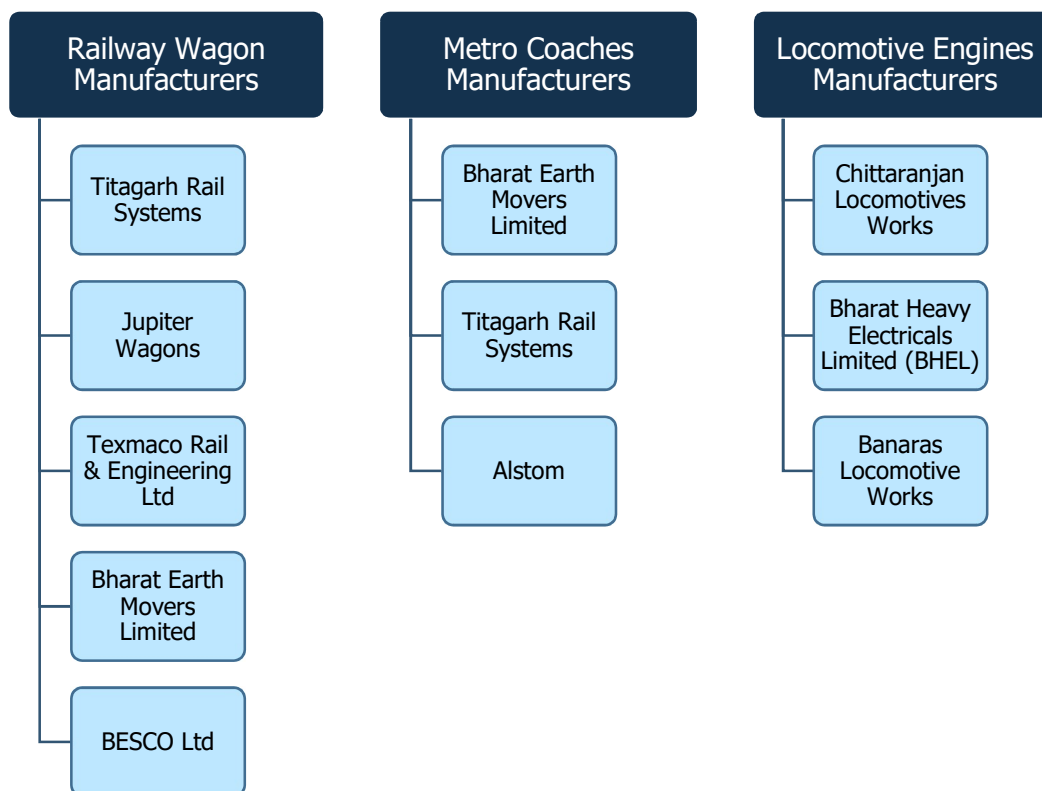 Railway Wagon
Manufacturers
Titagarh Rail
Systems
Jupiter
Wagons
Texmaco Rail
& Engineering
Ltd
Bharat Earth
Movers
Limited
BESCO Ltd
Metro Coaches
Manufacturers
Bharat Earth
Movers
Limited
Titagarh Rail
Systems
Alstom
Locomotive Engines
Manufacturers
Chittaranjan
Locomotives
Works
Bharat Heavy
Electricals
Limited (BHEL)
Banaras
Locomotive
Works